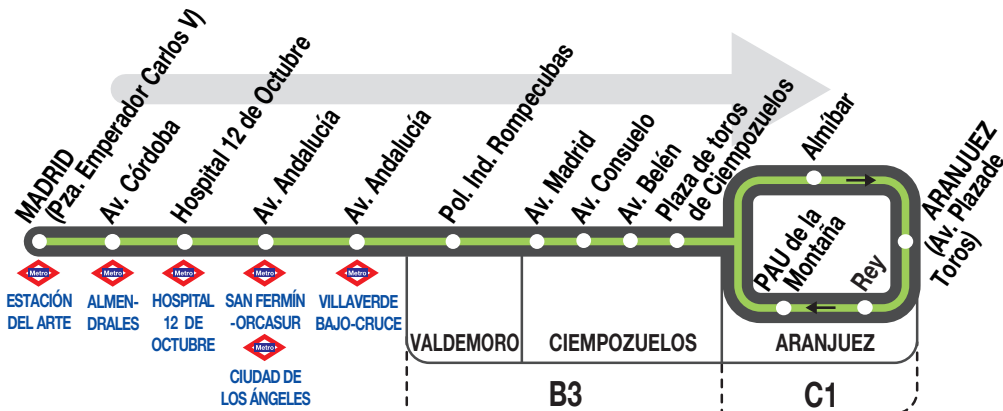 MADRID
(Pza. Emperador Carlos V)
Av. Córdoba
Hospital 12 de Octubre
Av. Andalucía
Av. Andalucía
Pol. Ind. Rompecubas
Av. Madrid
Av. Consuelo
Av. Belén
Plaza de toros
de Ciempozuelos
Almíbar
ARANJUEZ
(Av. Plazade
Toros)
PAU de la
Montaña
Rey
Metro
Metro
Metro
Metro
Metro
ESTACIÓN
DEL ARTE
ALMEN-
DRALES
HOSPITAL
12 DE
OCTUBRE
SAN FERMÍN
-ORCASUR
Metro
CIUDAD DE
LOS ÁNGELES
VILLAVERDE
BAJO-CRUCE
VALDEMORO
CIEMPOZUELOS
ARANJUEZ
B3
C1